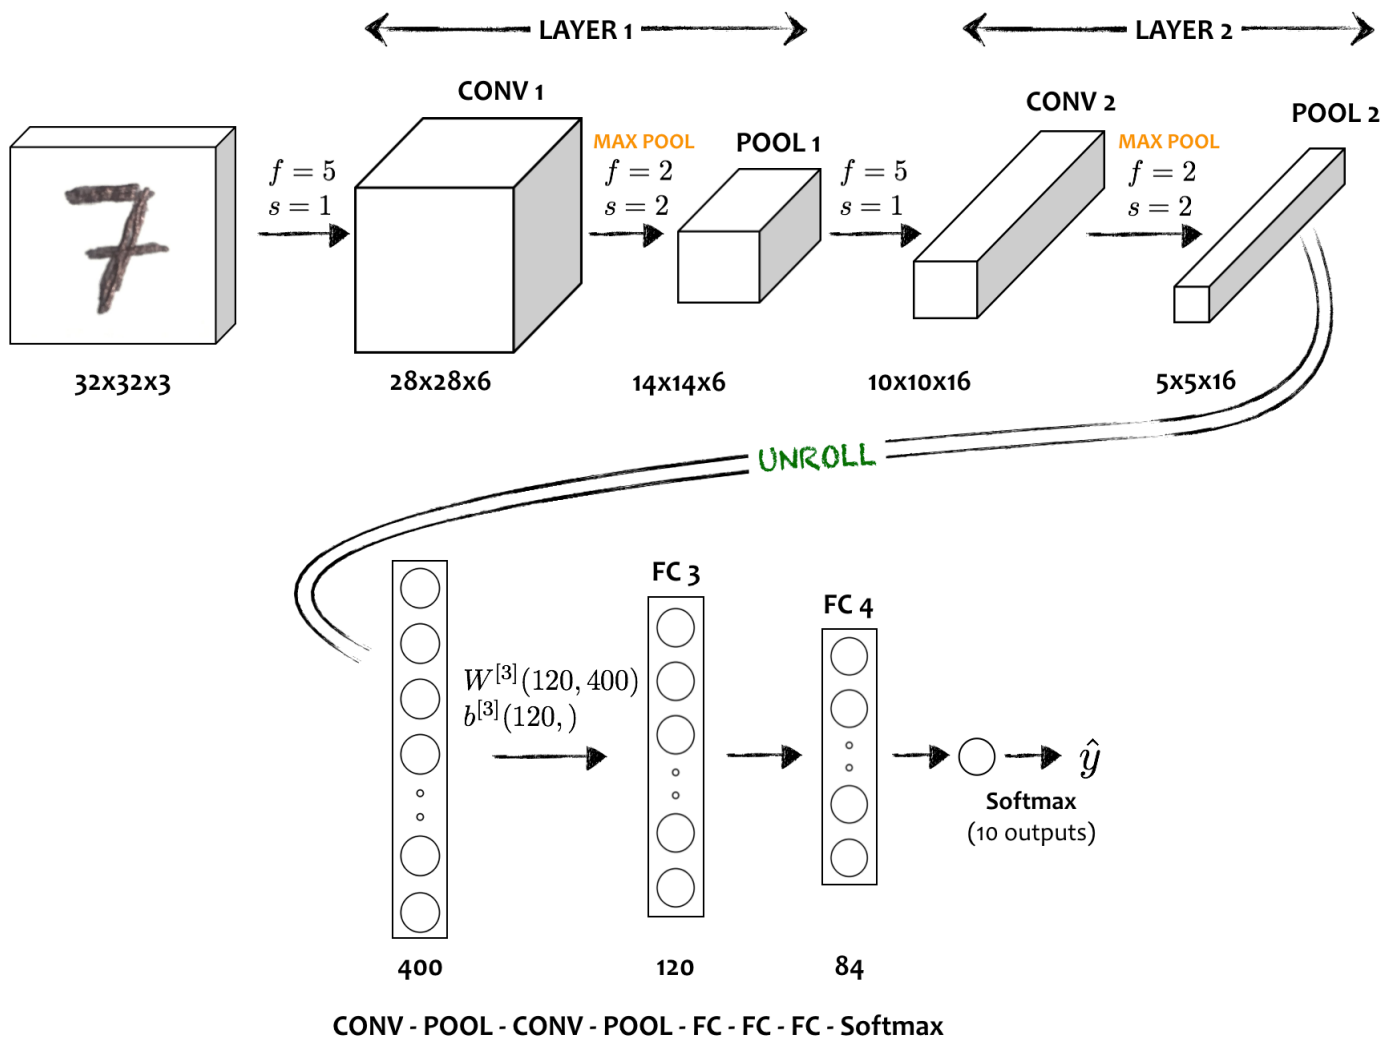 LAYER 1
LAYER 2
CONV 1
CONV 2
POOL 2
MAX POOL
POOL 1
MAX POOL
7
f = 5
s = 1
f = 2
s = 2
f = 5
s = 1
f = 2
s = 2
32x32x3
28x28x6
14x14x6
10x10x16
5x5x16
UNROLL
FC 3
FC 4
W^[3](120, 400)
b^[3](120, )
ŷ
Softmax
(10 outputs)
400
120
84
CONV - POOL - CONV - POOL - FC - FC - FC - Softmax